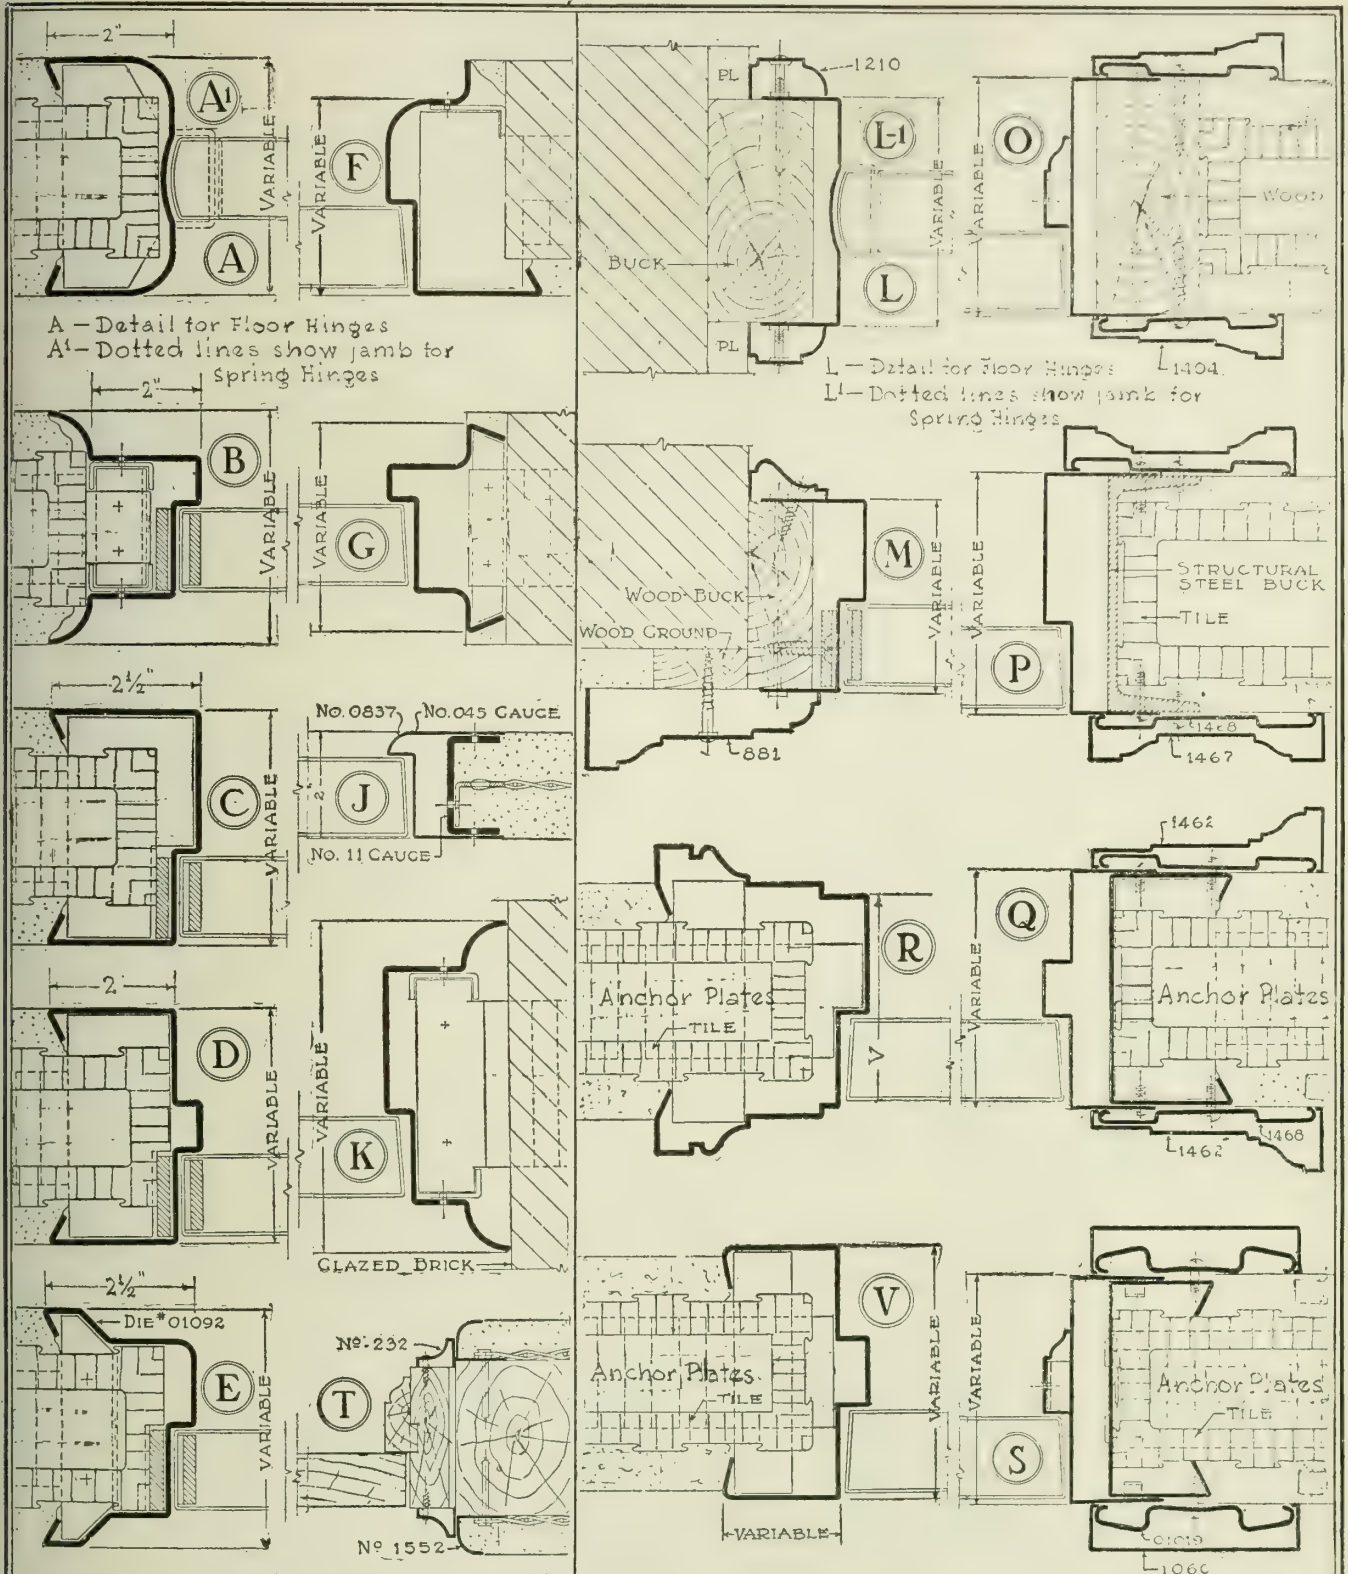 2"
A¹
VARIABLE
A
F
VARIABLE
A — Detail for Floor Hinges
A¹— Dotted lines show jamb for
Spring Hinges
2"
B
VARIABLE
G
VARIABLE
2½"
C
VARIABLE
No. 0837
No. 045 GAUGE
2"
J
No. 11 GAUGE
2
D
VARIABLE
K
VARIABLE
GLAZED BRICK
2½"
DIE #01092
E
VARIABLE
No. 232
T
No 1552
PL
1210
L-1
VARIABLE
BUCK
L
PL
O
VARIABLE
WOOD
1404
L — Detail for Floor Hinges
L¹— Dotted lines show jamb for
Spring Hinges
M
VARIABLE
WOOD BUCK
WOOD GROUND
881
STRUCTURAL
STEEL BUCK
TILE
P
VARIABLE
1468
1467
R
Anchor Plates
TILE
V
1462
Q
VARIABLE
Anchor Plates
1468
1462
V
VARIABLE
Anchor Plates
TILE
VARIABLE
VARIABLE
Anchor Plates
TILE
S
01019